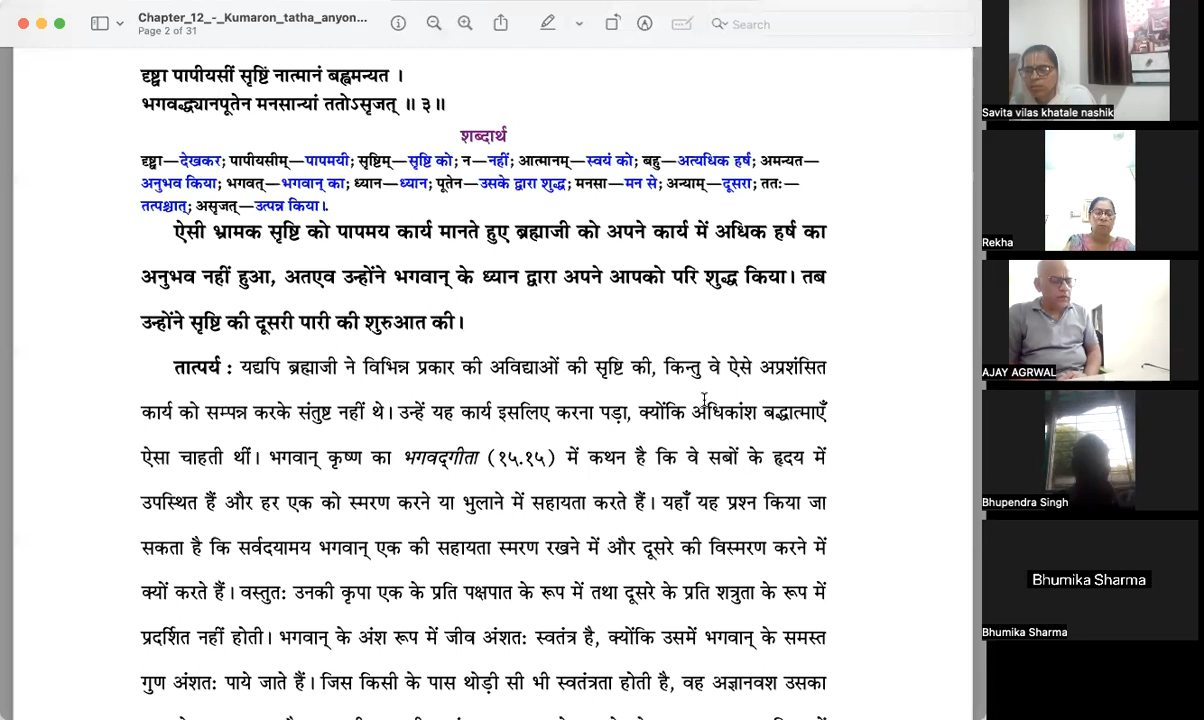 Chapter_12_-_Kumaron_tatha_anyon...
Page 2 of 31
Search
दृष्ट्वा पापीयसीं सृष्टिं नात्मानं बह्वमन्यत ।
भगवद्ध्यानपूतेन मनसान्यां ततोऽसृजत् ॥ ३॥
शब्दार्थ
दृष्ट्वा—देखकर; पापीयसीम्—पापमयी; सृष्टिम्—सृष्टि को; न—नहीं; आत्मानम्—स्वयं को; बहु—अत्यधिक हर्ष; अमन्यत—
अनुभव किया; भगवत्—भगवान् का; ध्यान—ध्यान; पूतेन—उसके द्वारा शुद्ध; मनसा—मन से; अन्याम्—दूसरा; ततः—
तत्पश्चात्; असृजत्—उत्पन्न किया।.
ऐसी भ्रामक सृष्टि को पापमय कार्य मानते हुए ब्रह्माजी को अपने कार्य में अधिक हर्ष का
अनुभव नहीं हुआ, अतएव उन्होंने भगवान् के ध्यान द्वारा अपने आपको परि शुद्ध किया। तब
उन्होंने सृष्टि की दूसरी पारी की शुरुआत की।
तात्पर्य : यद्यपि ब्रह्माजी ने विभिन्न प्रकार की अविद्याओं की सृष्टि की, किन्तु वे ऐसे अप्रशंसित
कार्य को सम्पन्न करके संतुष्ट नहीं थे। उन्हें यह कार्य इसलिए करना पड़ा, क्योंकि अधिकांश बद्धात्माएँ
ऐसा चाहती थीं। भगवान् कृष्ण का भगवद्गीता (१५.१५) में कथन है कि वे सबों के हृदय में
उपस्थित हैं और हर एक को स्मरण करने या भुलाने में सहायता करते हैं। यहाँ यह प्रश्न किया जा
सकता है कि सर्वदयामय भगवान् एक की सहायता स्मरण रखने में और दूसरे की विस्मरण करने में
क्यों करते हैं। वस्तुत: उनकी कृपा एक के प्रति पक्षपात के रूप में तथा दूसरे के प्रति शत्रुता के रूप में
प्रदर्शित नहीं होती। भगवान् के अंश रूप में जीव अंशत: स्वतंत्र है, क्योंकि उसमें भगवान् के समस्त
गुण अंशत: पाये जाते हैं। जिस किसी के पास थोड़ी सी भी स्वतंत्रता होती है, वह अज्ञानवश उसका
Savita vilas khatale nashik
Rekha
AJAY AGRWAL
Bhupendra Singh
Bhumika Sharma
Bhumika Sharma